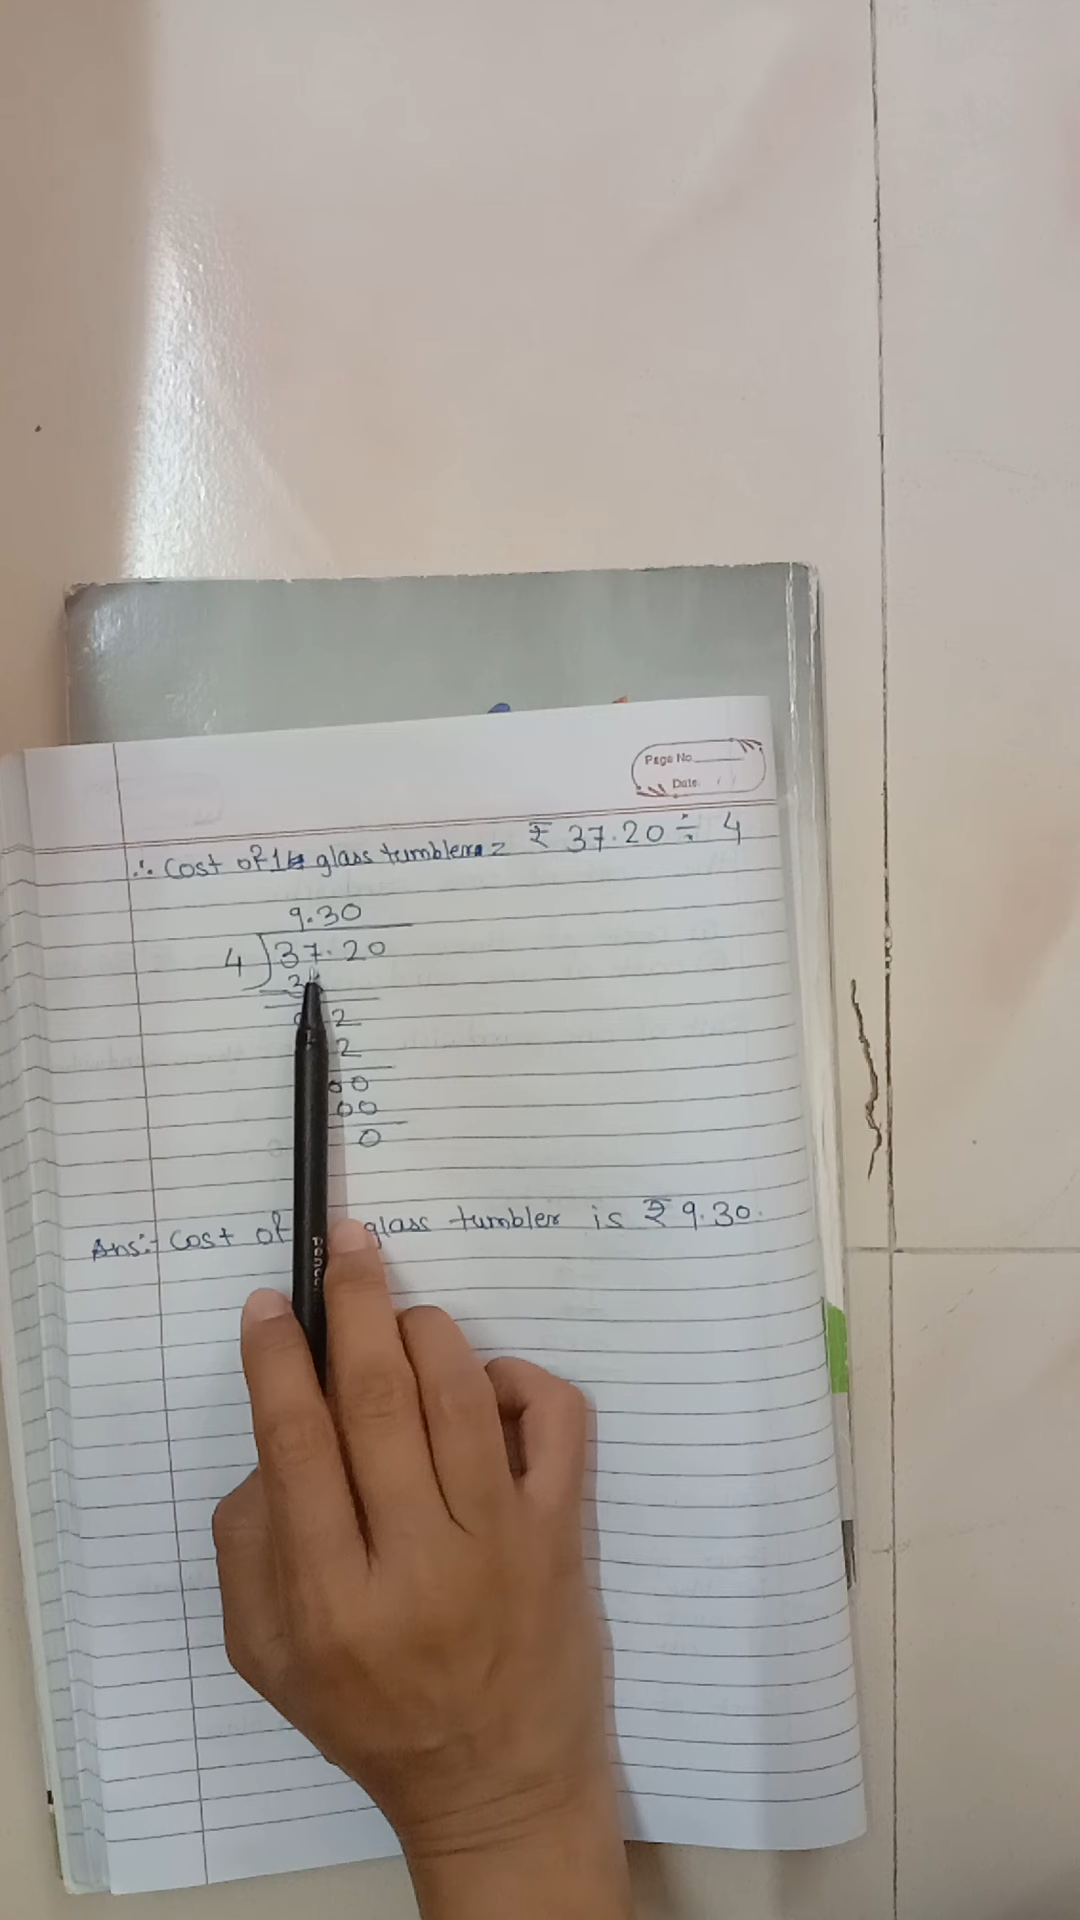 Page No.
Date: / /
∴ Cost of 1 glass tumbler = ₹ 37.20 ÷ 4
9.30
4 ) 37.20
3
2
2
00
00
0
Ans:- Cost of glass tumbler is ₹ 9.30.